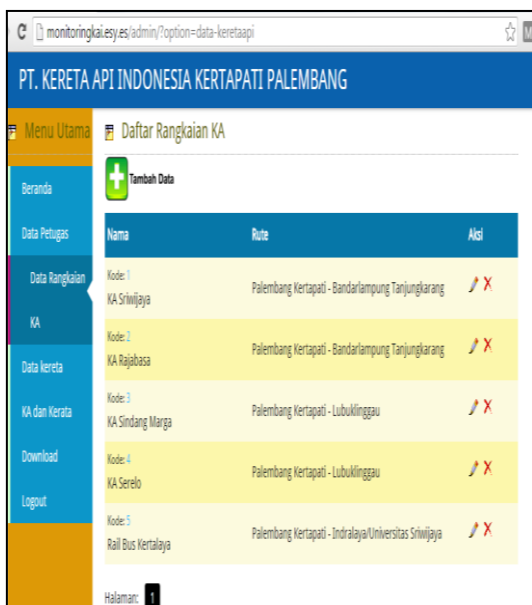 monitoringkai.esy.es/admin/?option=data-keretaapi
PT. KERETA API INDONESIA KERTAPATI PALEMBANG
Menu Utama
Beranda
Data Petugas
Data Rangkaian
KA
Data kereta
KA dan Kerata
Download
Logout
Daftar Rangkaian KA
Tambah Data
Nama Rute Aksi
Kode: 1
KA Sriwijaya
Palembang Kertapati - Bandarlampung Tanjungkarang
Kode: 2
KA Rajabasa
Palembang Kertapati - Bandarlampung Tanjungkarang
Kode: 3
KA Sindang Marga
Palembang Kertapati - Lubuklinggau
Kode: 4
KA Serelo
Palembang Kertapati - Lubuklinggau
Kode: 5
Rail Bus Kertalaya
Palembang Kertapati - Indralaya/Universitas Sriwijaya
Halaman: 1